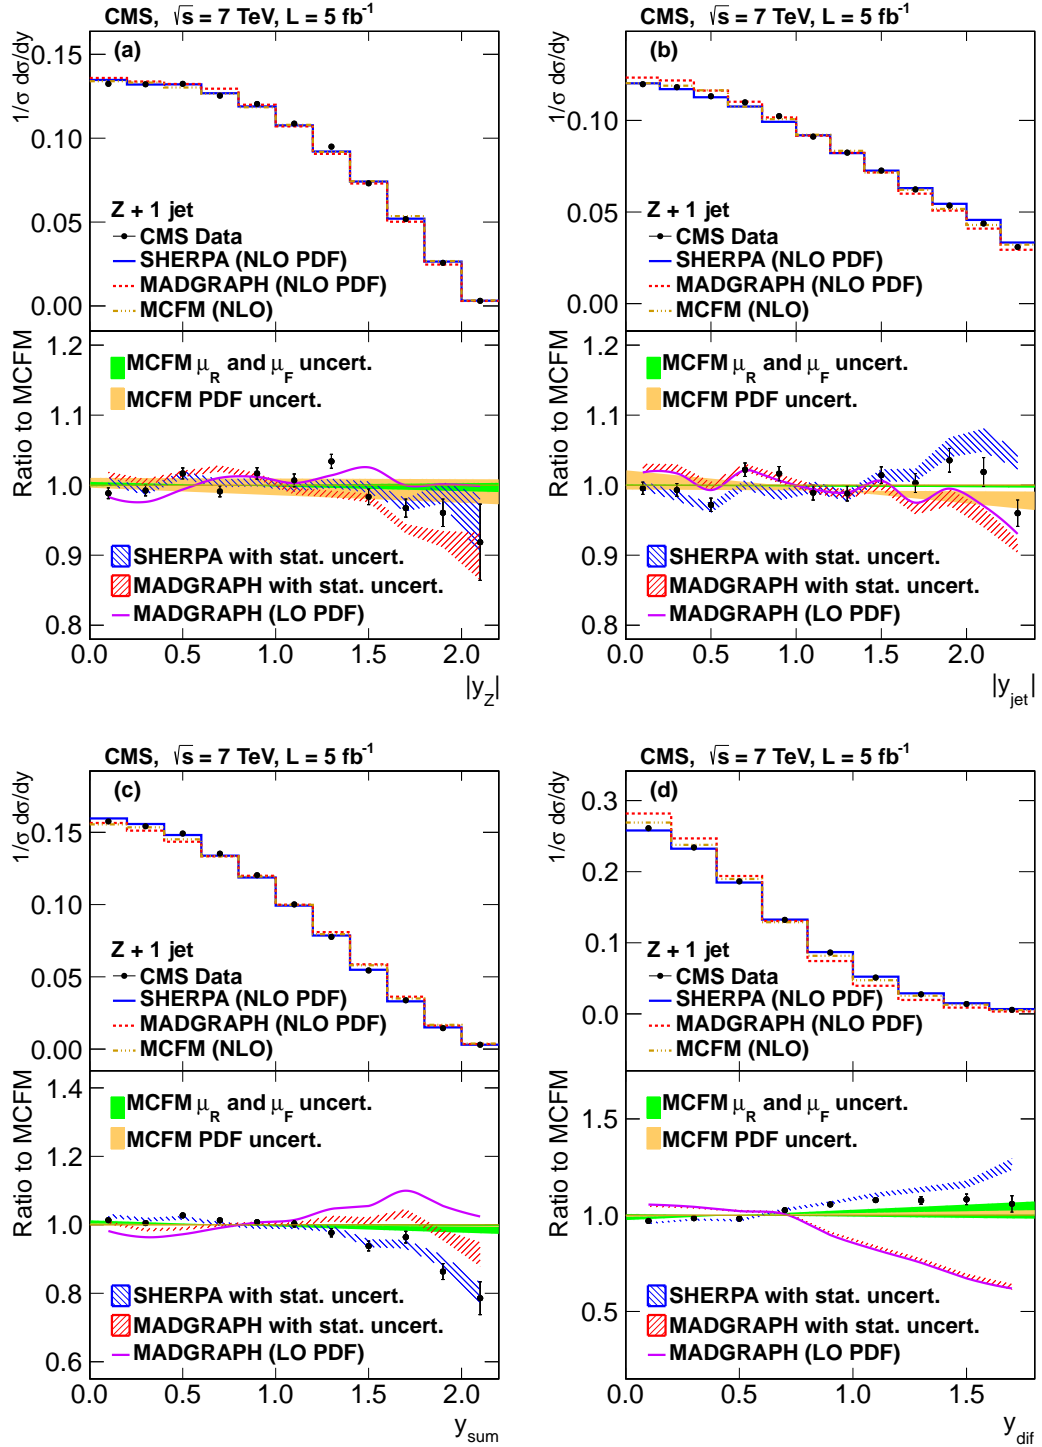 CMS, √s = 7 TeV, L = 5 fb⁻¹
(a)
1/σ dσ/dy
0.15
0.10
0.05
0.00
Z + 1 jet
CMS Data
SHERPA (NLO PDF)
MADGRAPH (NLO PDF)
MCFM (NLO)
Ratio to MCFM
1.2
1.1
1.0
0.9
0.8
MCFM μ_R and μ_F uncert.
MCFM PDF uncert.
SHERPA with stat. uncert.
MADGRAPH with stat. uncert.
MADGRAPH (LO PDF)
0.0 0.5 1.0 1.5 2.0
|y_Z|
CMS, √s = 7 TeV, L = 5 fb⁻¹
(b)
1/σ dσ/dy
0.10
0.05
0.00
Z + 1 jet
CMS Data
SHERPA (NLO PDF)
MADGRAPH (NLO PDF)
MCFM (NLO)
Ratio to MCFM
1.2
1.1
1.0
0.9
0.8
MCFM μ_R and μ_F uncert.
MCFM PDF uncert.
SHERPA with stat. uncert.
MADGRAPH with stat. uncert.
MADGRAPH (LO PDF)
0.0 0.5 1.0 1.5 2.0
|y_jet|
CMS, √s = 7 TeV, L = 5 fb⁻¹
(c)
1/σ dσ/dy
0.15
0.10
0.05
0.00
Z + 1 jet
CMS Data
SHERPA (NLO PDF)
MADGRAPH (NLO PDF)
MCFM (NLO)
Ratio to MCFM
1.4
1.2
1.0
0.8
0.6
MCFM μ_R and μ_F uncert.
MCFM PDF uncert.
SHERPA with stat. uncert.
MADGRAPH with stat. uncert.
MADGRAPH (LO PDF)
0.0 0.5 1.0 1.5 2.0
y_sum
CMS, √s = 7 TeV, L = 5 fb⁻¹
(d)
1/σ dσ/dy
0.3
0.2
0.1
0.0
Z + 1 jet
CMS Data
SHERPA (NLO PDF)
MADGRAPH (NLO PDF)
MCFM (NLO)
Ratio to MCFM
1.5
1.0
0.5
MCFM μ_R and μ_F uncert.
MCFM PDF uncert.
SHERPA with stat. uncert.
MADGRAPH with stat. uncert.
MADGRAPH (LO PDF)
0.0 0.5 1.0 1.5
y_dif